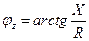 φz = arctg X/R